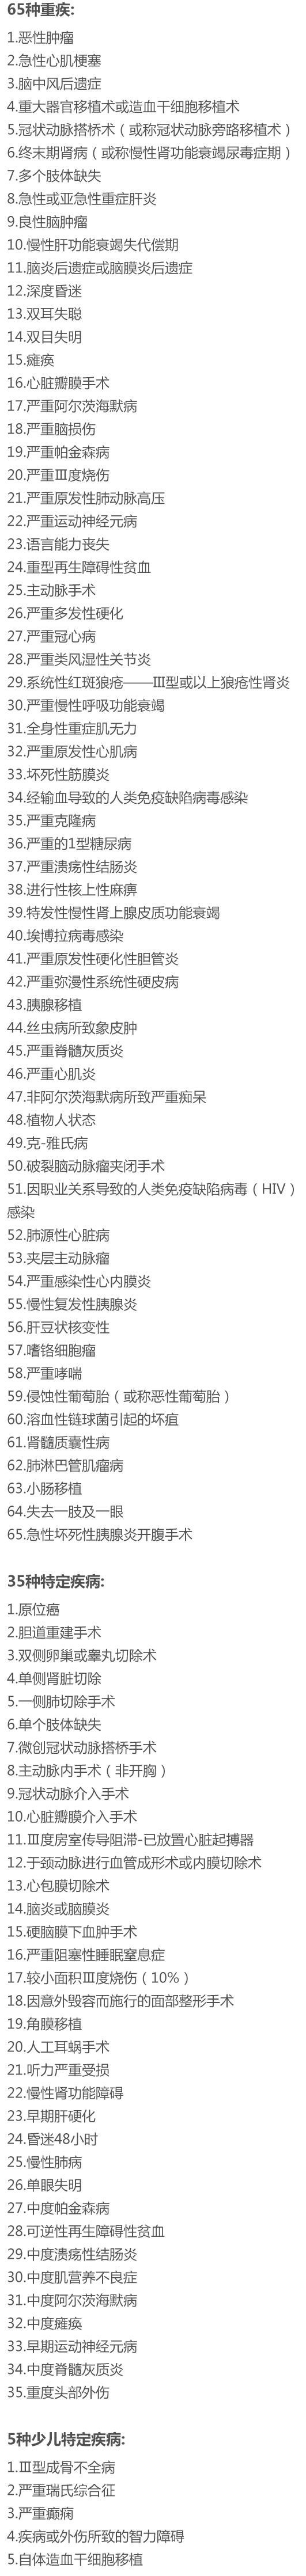 65种重疾:
1.恶性肿瘤
2.急性心肌梗塞
3.脑中风后遗症
4.重大器官移植术或造血干细胞移植术
5.冠状动脉搭桥术（或称冠状动脉旁路移植术）
6.终末期肾病（或称慢性肾功能衰竭尿毒症期）
7.多个肢体缺失
8.急性或亚急性重症肝炎
9.良性脑肿瘤
10.慢性肝功能衰竭失代偿期
11.脑炎后遗症或脑膜炎后遗症
12.深度昏迷
13.双耳失聪
14.双目失明
15.瘫痪
16.心脏瓣膜手术
17.严重阿尔茨海默病
18.严重脑损伤
19.严重帕金森病
20.严重Ⅲ度烧伤
21.严重原发性肺动脉高压
22.严重运动神经元病
23.语言能力丧失
24.重型再生障碍性贫血
25.主动脉手术
26.严重多发性硬化
27.严重冠心病
28.严重类风湿性关节炎
29.系统性红斑狼疮——III型或以上狼疮性肾炎
30.严重慢性呼吸功能衰竭
31.全身性重症肌无力
32.严重原发性心肌病
33.坏死性筋膜炎
34.经输血导致的人类免疫缺陷病毒感染
35.严重克隆病
36.严重的1型糖尿病
37.严重溃疡性结肠炎
38.进行性核上性麻痹
39.特发性慢性肾上腺皮质功能衰竭
40.埃博拉病毒感染
41.严重原发性硬化性胆管炎
42.严重弥漫性系统性硬皮病
43.胰腺移植
44.丝虫病所致象皮肿
45.严重脊髓灰质炎
46.严重心肌炎
47.非阿尔茨海默病所致严重痴呆
48.植物人状态
49.克-雅氏病
50.破裂脑动脉瘤夹闭手术
51.因职业关系导致的人类免疫缺陷病毒（HIV）
感染
52.肺源性心脏病
53.夹层主动脉瘤
54.严重感染性心内膜炎
55.慢性复发性胰腺炎
56.肝豆状核变性
57.嗜铬细胞瘤
58.严重哮喘
59.侵蚀性葡萄胎（或称恶性葡萄胎）
60.溶血性链球菌引起的坏疽
61.肾髓质囊性病
62.肺淋巴管肌瘤病
63.小肠移植
64.失去一肢及一眼
65.急性坏死性胰腺炎开腹手术
35种特定疾病:
1.原位癌
2.胆道重建手术
3.双侧卵巢或睾丸切除术
4.单侧肾脏切除
5.一侧肺切除手术
6.单个肢体缺失
7.微创冠状动脉搭桥手术
8.主动脉内手术（非开胸）
9.冠状动脉介入手术
10.心脏瓣膜介入手术
11.Ⅲ度房室传导阻滞-已放置心脏起搏器
12.于颈动脉进行血管成形术或内膜切除术
13.心包膜切除术
14.脑炎或脑膜炎
15.硬脑膜下血肿手术
16.严重阻塞性睡眠窒息症
17.较小面积Ⅲ度烧伤（10%）
18.因意外毁容而施行的面部整形手术
19.角膜移植
20.人工耳蜗手术
21.听力严重受损
22.慢性肾功能障碍
23.早期肝硬化
24.昏迷48小时
25.慢性肺病
26.单眼失明
27.中度帕金森病
28.可逆性再生障碍性贫血
29.中度溃疡性结肠炎
30.中度肌营养不良症
31.中度阿尔茨海默病
32.中度瘫痪
33.早期运动神经元病
34.中度脊髓灰质炎
35.重度头部外伤
5种少儿特定疾病:
1.Ⅲ型成骨不全病
2.严重瑞氏综合征
3.严重癫痫
4.疾病或外伤所致的智力障碍
5.自体造血干细胞移植